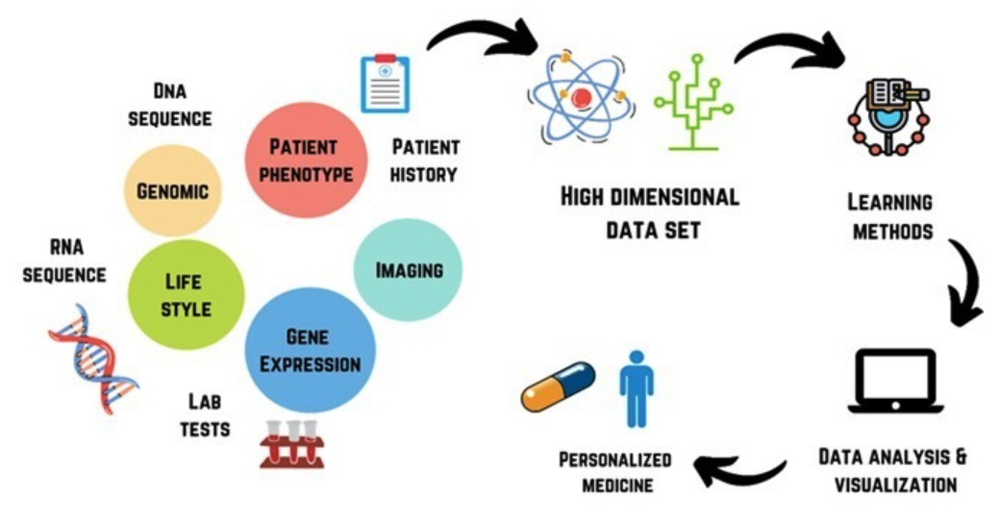 DNA
SEQUENCE
PATIENT
PHENOTYPE
PATIENT
HISTORY
GENOMIC
RNA
SEQUENCE
LIFE
STYLE
IMAGING
GENE
EXPRESSION
LAB
TESTS
HIGH DIMENSIONAL
DATA SET
LEARNING
METHODS
DATA ANALYSIS &
VISUALIZATION
PERSONALIZED
MEDICINE